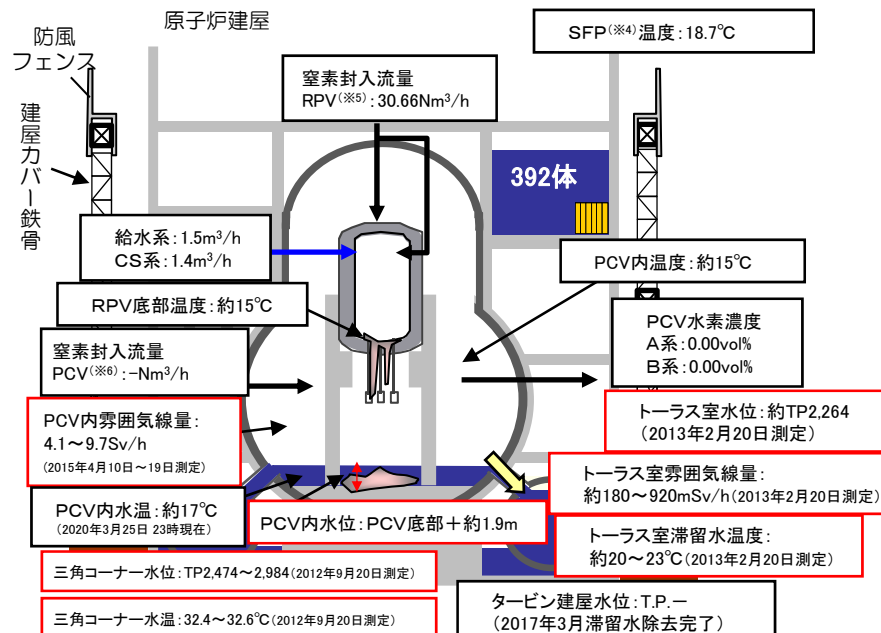 原子炉建屋
SFP(※4)温度:18.7℃
防風
フェンス
建屋カバー鉄骨
窒素封入流量
RPV(※5):30.66Nm³/h
392体
給水系:1.5m³/h
CS系:1.4m³/h
PCV内温度:約15℃
RPV底部温度:約15℃
PCV水素濃度
A系:0.00vol%
B系:0.00vol%
窒素封入流量
PCV(※6):-Nm³/h
トーラス室水位:約TP2,264
(2013年2月20日測定)
PCV内雰囲気線量:
4.1~9.7Sv/h
(2015年4月10日~19日測定)
トーラス室雰囲気線量:
約180~920mSv/h(2013年2月20日測定)
PCV内水温:約17℃
(2020年3月25日 23時現在)
PCV内水位:PCV底部+約1.9m
トーラス室滞留水温度:
約20~23℃(2013年2月20日測定)
三角コーナー水位:TP2,474~2,984(2012年9月20日測定)
三角コーナー水温:32.4~32.6℃(2012年9月20日測定)
タービン建屋水位:T.P.-
(2017年3月滞留水除去完了)